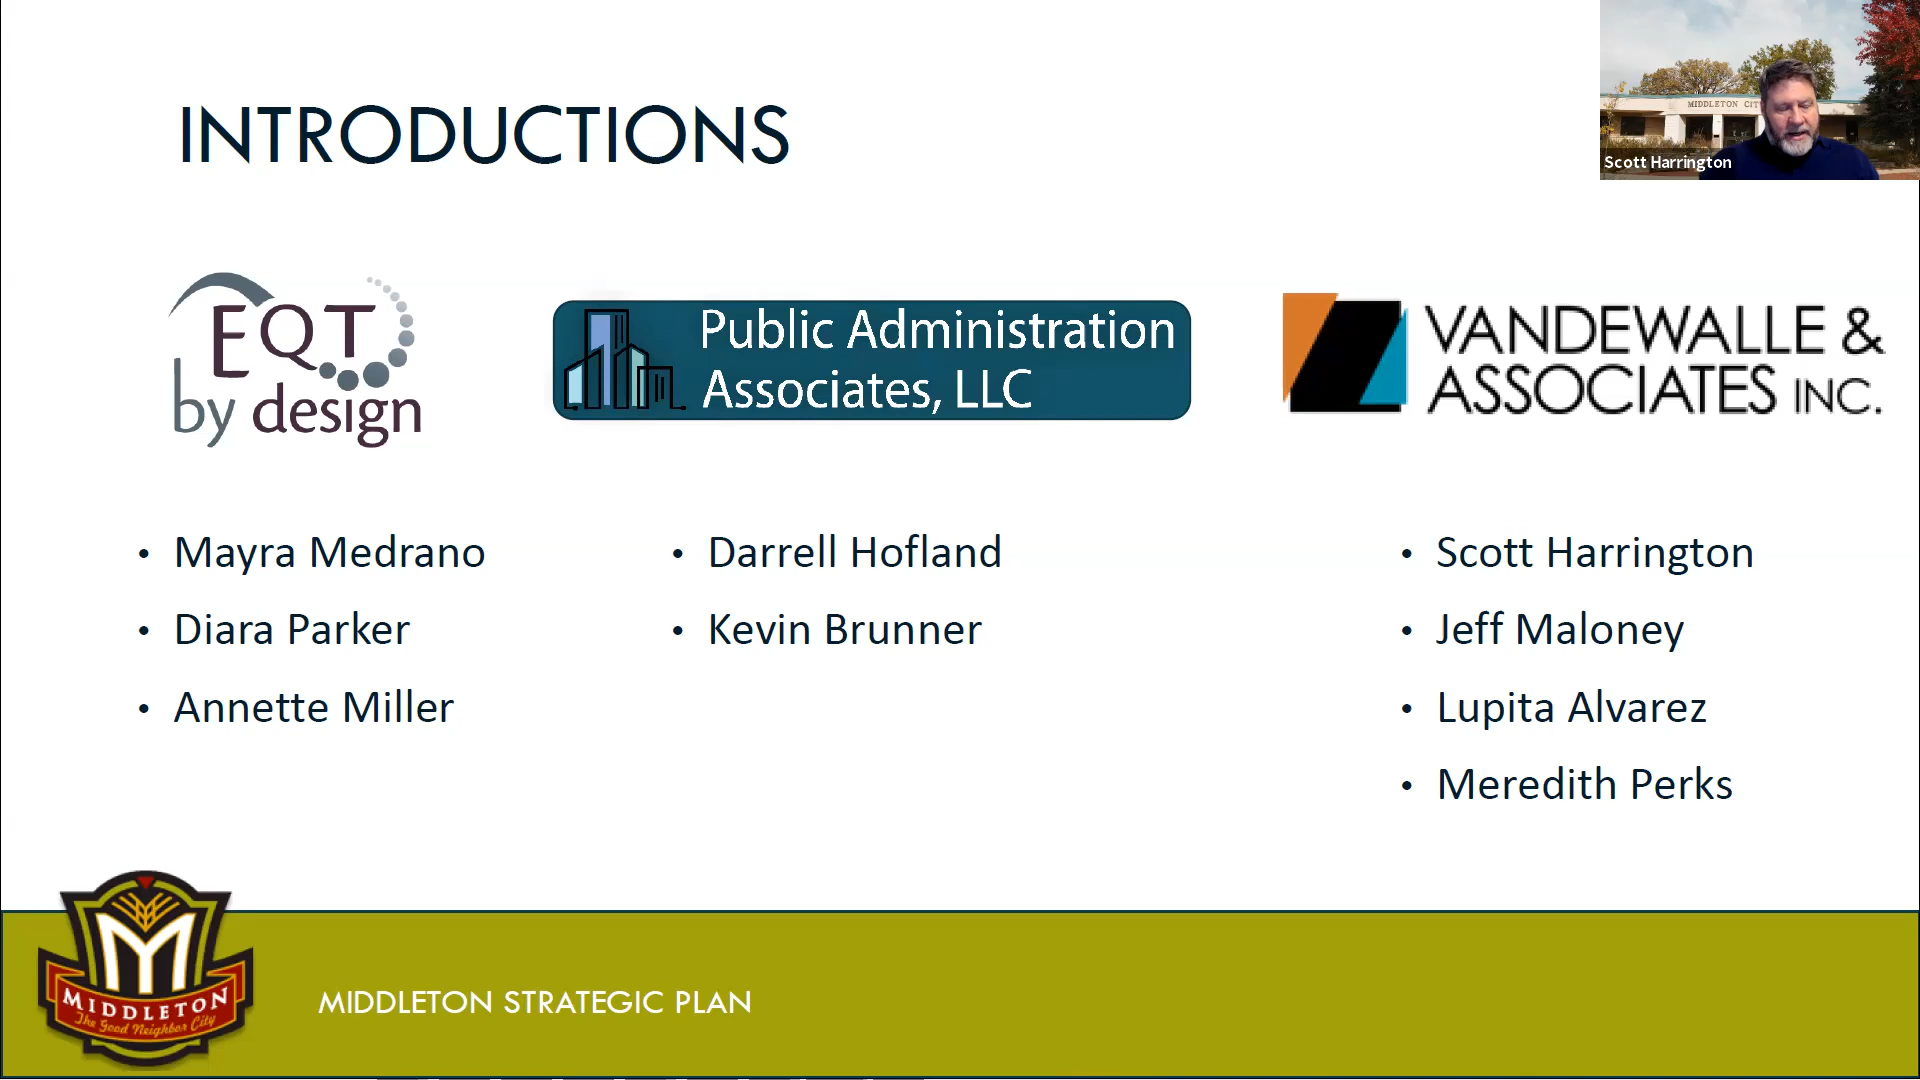 INTRODUCTIONS
MIDDLETON CIT
Scott Harrington
EQT
by design
Public Administration
Associates, LLC
VANDEWALLE &
ASSOCIATES INC.
• Mayra Medrano
• Diara Parker
• Annette Miller
• Darrell Hofland
• Kevin Brunner
• Scott Harrington
• Jeff Maloney
• Lupita Alvarez
• Meredith Perks
M
MIDDLETON
The Good Neighbor City
MIDDLETON STRATEGIC PLAN